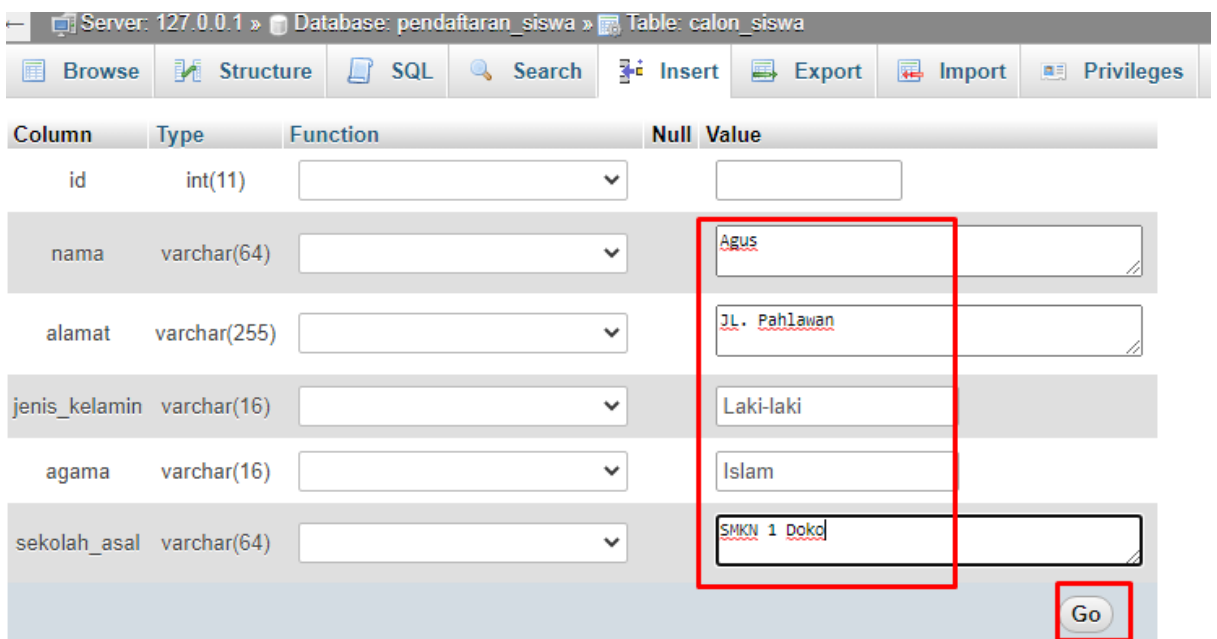 ← Server: 127.0.0.1 » Database: pendaftaran_siswa » Table: calon_siswa
Browse Structure SQL Search Insert Export Import Privileges
Column Type Function Null Value
id int(11)
nama varchar(64) Agus
alamat varchar(255) JL. Pahlawan
jenis_kelamin varchar(16) Laki-laki
agama varchar(16) Islam
sekolah_asal varchar(64) SMKN 1 Doko
Go